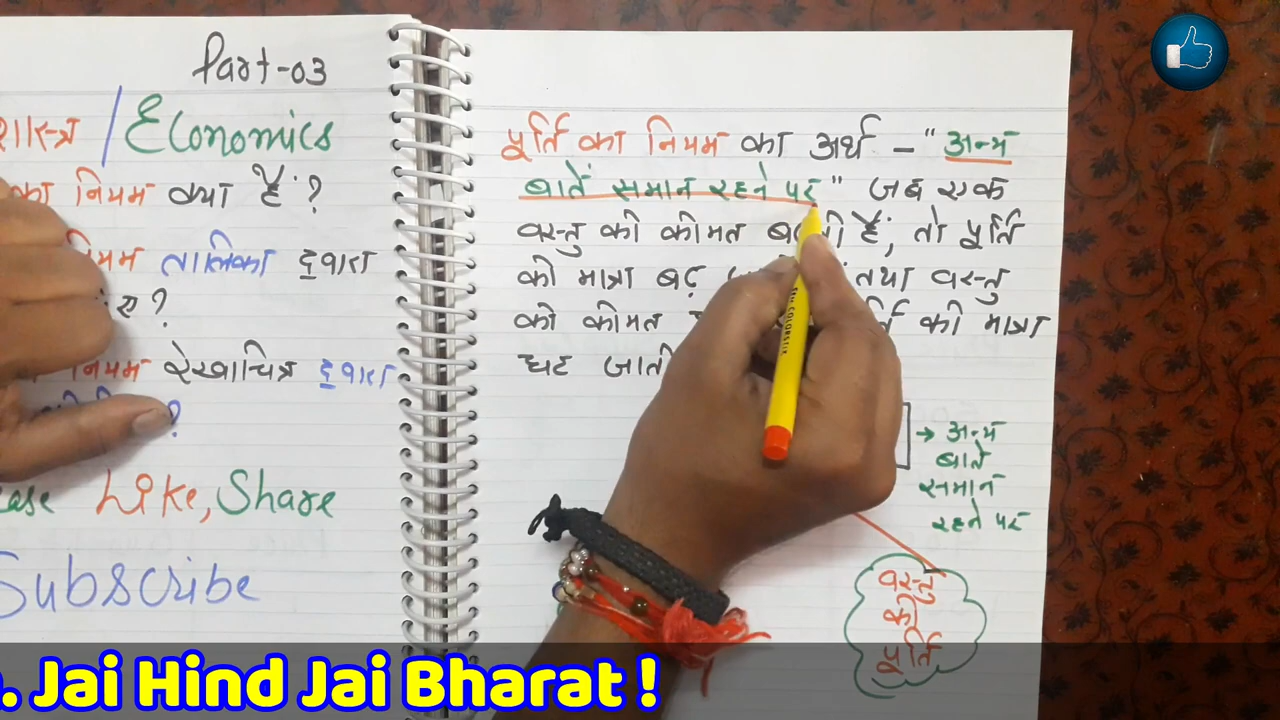 Part-03
शास्त्र / Economics
का नियम क्या है ?
नियम तालिका द्वारा
ए ?
नियम रेखाचित्र द्वारा
?
Like, Share
Subscribe
पूर्ति का नियम का अर्थ – " अन्य
बातें समान रहने पर " जब एक
वस्तु की कीमत है, तो पूर्ति
की मात्रा बढ़ तथा वस्तु
की कीमत की मात्रा
घट जाती
→ अन्य
बाते
समान
रहने पर
वस्तु
की
पूर्ति
. Jai Hind Jai Bharat !